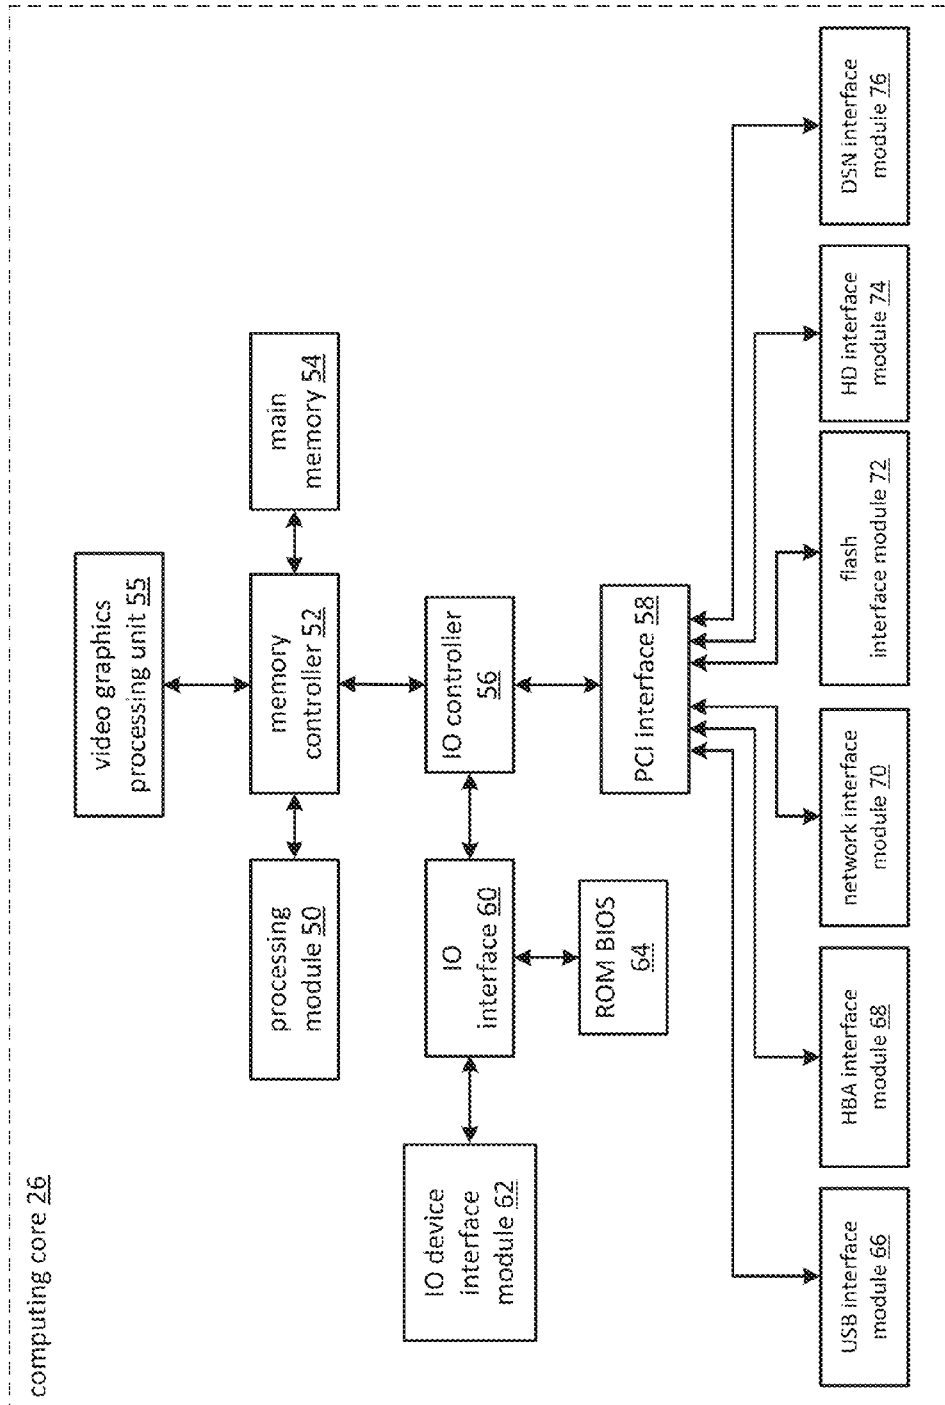 computing core 26
video graphics
processing unit 55
processing
module 50
memory
controller 52
main
memory 54
IO device
interface
module 62
IO
interface 60
IO controller
56
ROM BIOS
64
PCI interface 58
USB interface
module 66
HBA interface
module 68
network interface
module 70
flash
interface module 72
HD interface
module 74
DSN interface
module 76